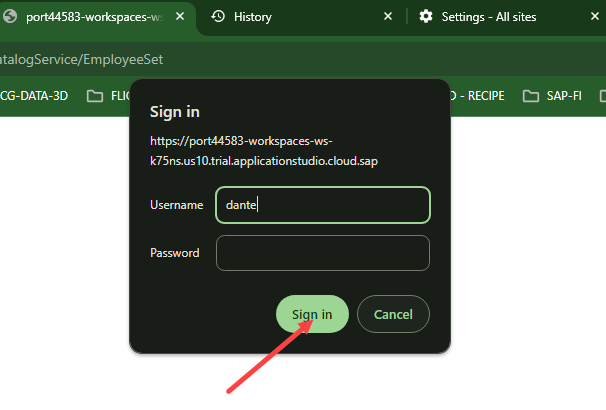 port44583-workspaces-ws
History
Settings - All sites
atalogService/EmployeeSet
CG-DATA-3D
FLIG
D - RECIPE
SAP-FI
Sign in
https://port44583-workspaces-ws-
k75ns.us10.trial.applicationstudio.cloud.sap
Username
dante
Password
Sign in
Cancel